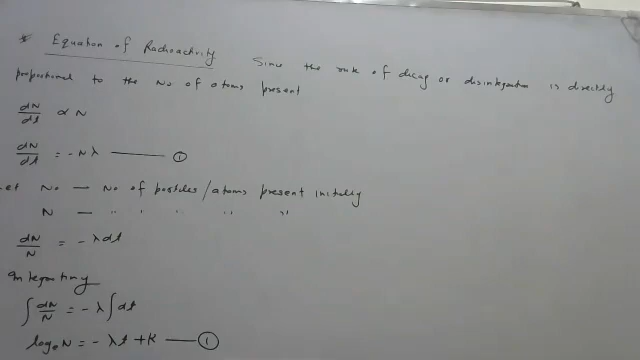 * Equation of Radioactivity Since the rate of decay or disintegration is directly
proportional to the No of atoms present
dN/dt ∝ N
dN/dt = - Nλ —— ①
Let No — No of particles/atoms present initially
N — " " " " "
dN/N = - λdt
Integrating
∫ dN/N = - λ ∫ dt
logₑN = - λt + K —— ①